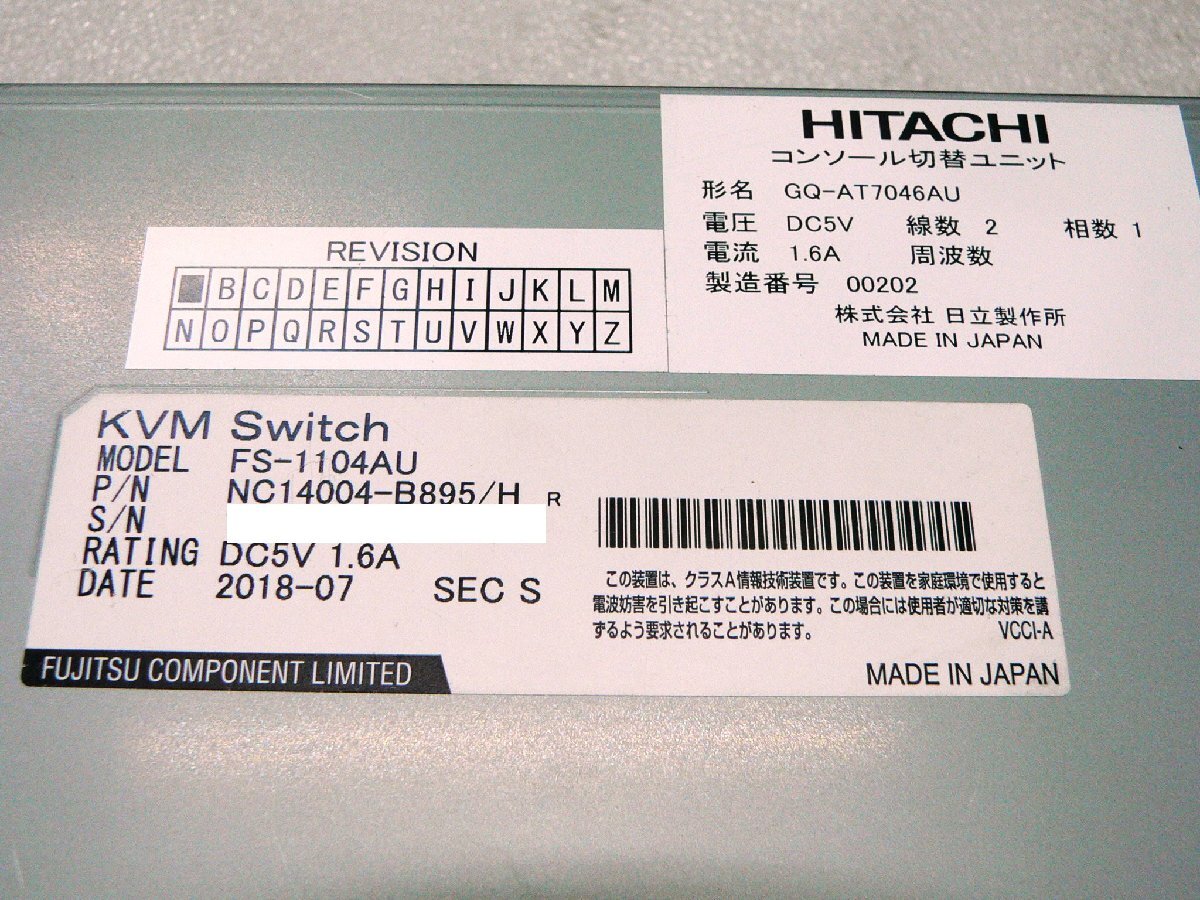 HITACHI
コンソール切替ユニット
形名 GQ-AT7046AU
電圧 DC5V 線数 2 相数 1
電流 1.6A 周波数
製造番号 00202
株式会社 日立製作所
MADE IN JAPAN
REVISION
B C D E F G H I J K L M
N O P Q R S T U V W X Y Z
KVM Switch
MODEL FS-1104AU
P/N NC14004-B895/H R
S/N
RATING DC5V 1.6A
DATE 2018-07 SEC S
この装置は、クラスA情報技術装置です。この装置を家庭環境で使用すると
電波妨害を引き起こすことがあります。この場合には使用者が適切な対策を講
ずるよう要求されることがあります。 VCCI-A
FUJITSU COMPONENT LIMITED
MADE IN JAPAN